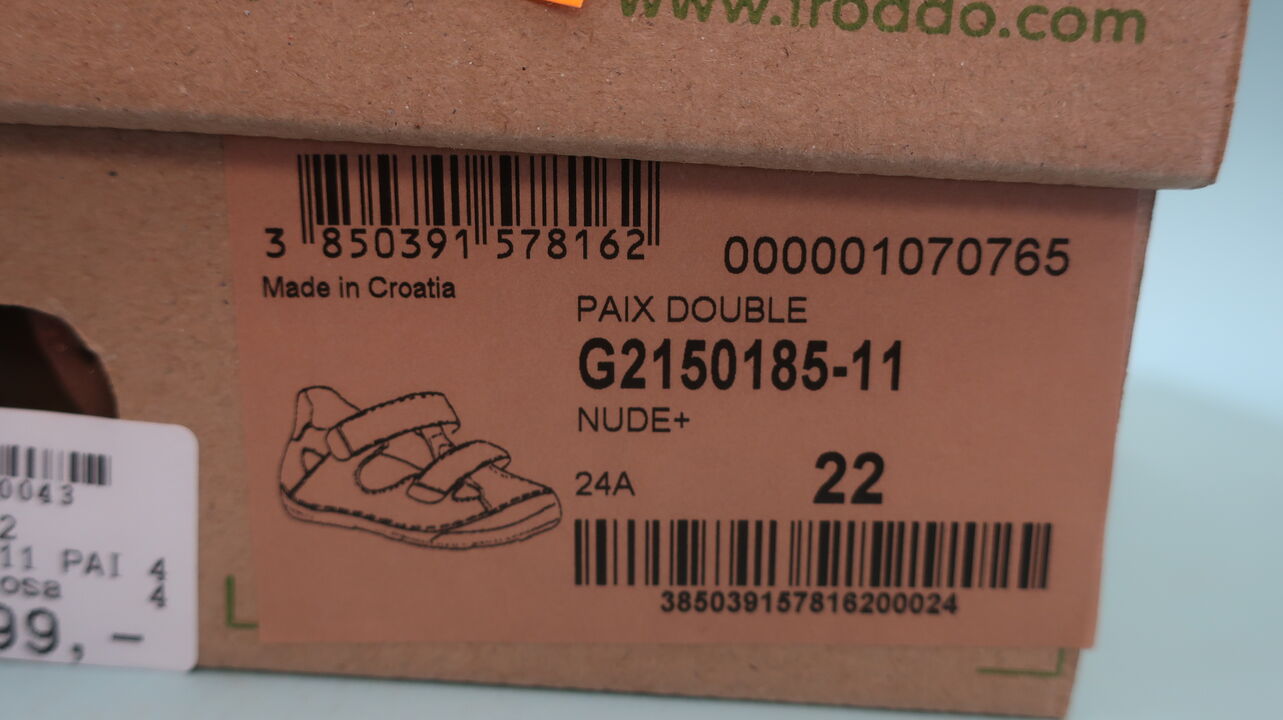 www.froddo.com
3 850391 578162
000001070765
Made in Croatia
PAIX DOUBLE
G2150185-11
NUDE+
24A
22
385039157816200024
0043
2
11 PAI 4
osa 4
99,-